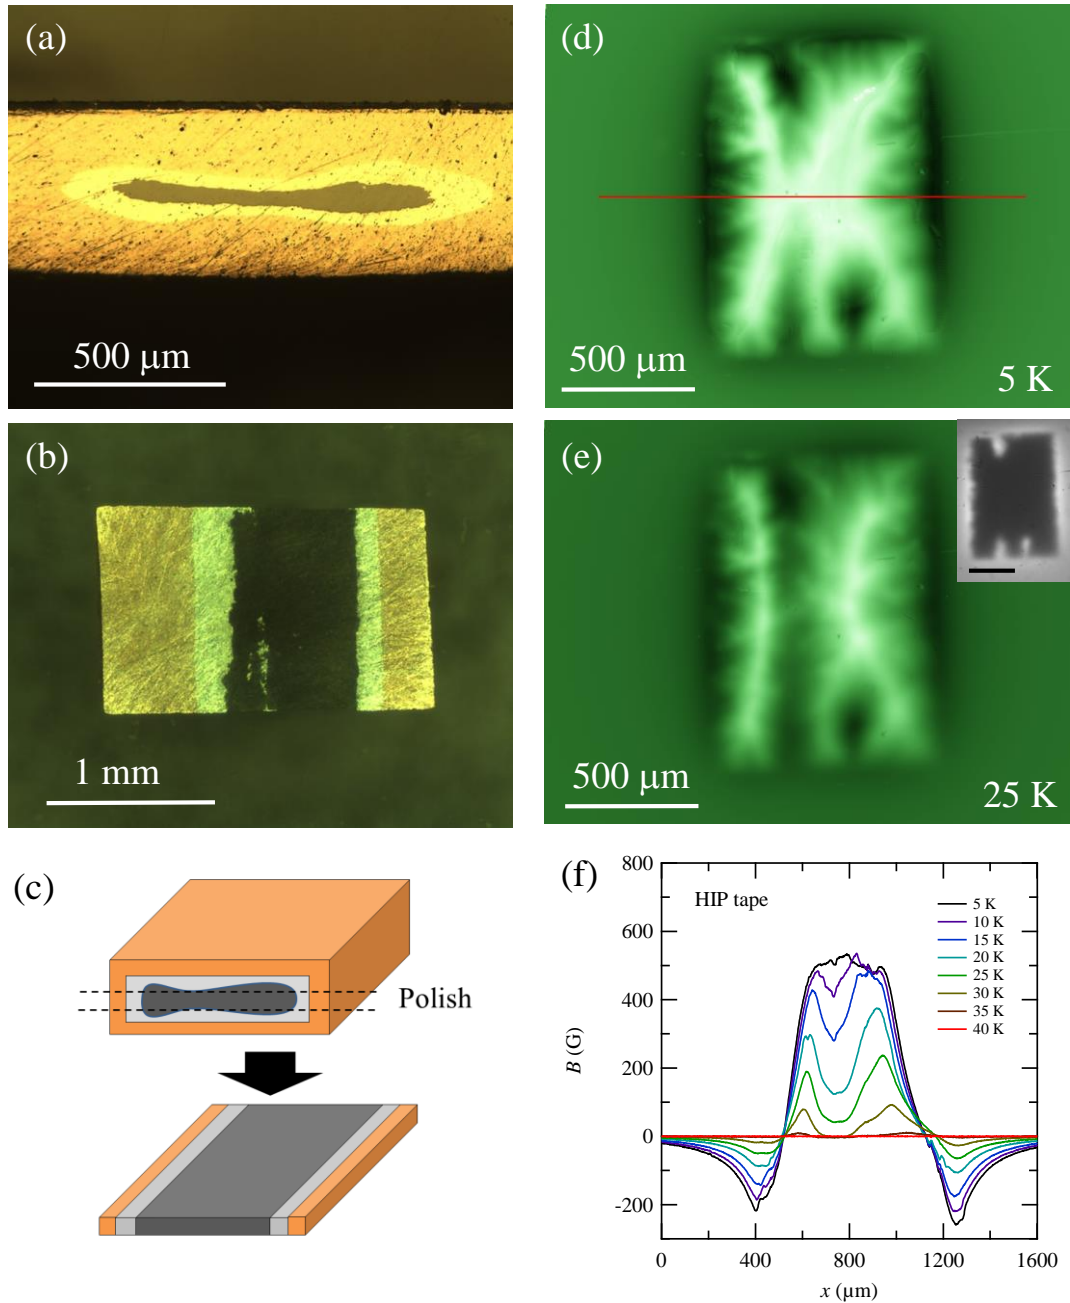 (a)
500 µm
(b)
1 mm
(c)
Polish
(d)
500 µm
5 K
(e)
500 µm
25 K
(f)
HIP tape
5 K
10 K
15 K
20 K
25 K
30 K
35 K
40 K
800
600
400
200
0
-200
B (G)
0
400
800
1200
1600
x (µm)